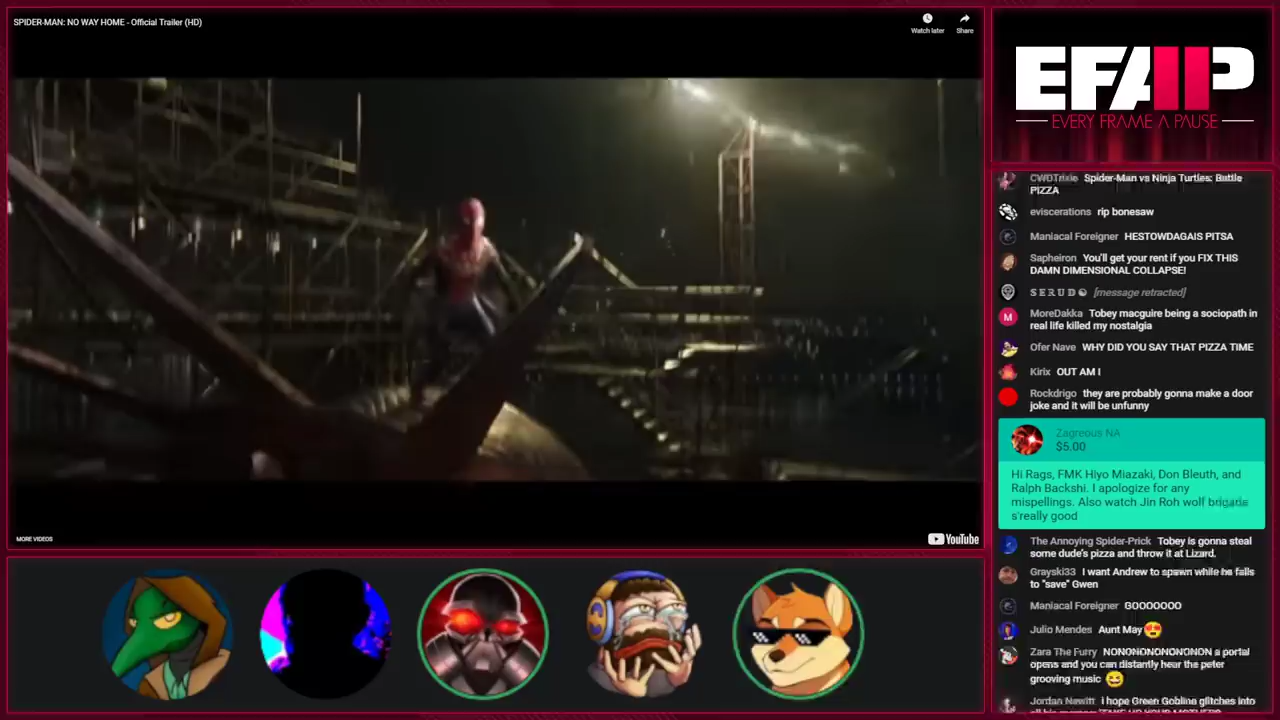 SPIDER-MAN: NO WAY HOME - Official Trailer (HD)
Watch later
Share
MORE VIDEOS
YouTube
EFAP
EVERY FRAME A PAUSE
CWOTrixie Spider-Man vs Ninja Turtles: Battle
PIZZA
eviscerations rip bonesaw
Maniacal Foreigner HESTOWDAGAIS PITSA
Sapheiron You'll get your rent if you FIX THIS
DAMN DIMENSIONAL COLLAPSE!
S E R U D [message retracted]
M
MoreDakka Tobey macguire being a sociopath in
real life killed my nostalgia
Ofer Nave WHY DID YOU SAY THAT PIZZA TIME
Kirix OUT AM I
Rockdrigo they are probably gonna make a door
joke and it will be unfunny
Zagreous NA
$5.00
Hi Rags, FMK Hiyo Miazaki, Don Bleuth, and
Ralph Backshi. I apologize for any
mispellings. Also watch Jin Roh wolf brigade
s'really good
The Annoying Spider-Prick Tobey is gonna steal
some dude's pizza and throw it at Lizard.
Grayski33 I want Andrew to spawn while he falls
to "save" Gwen
Maniacal Foreigner GOOOOOOO
Julio Mendes Aunt May😍
Zara The Furry NONONONONONONON a portal
opens and you can distantly hear the peter
grooving music 😆
Jordan Newitt i hope Green Goblin glitches into